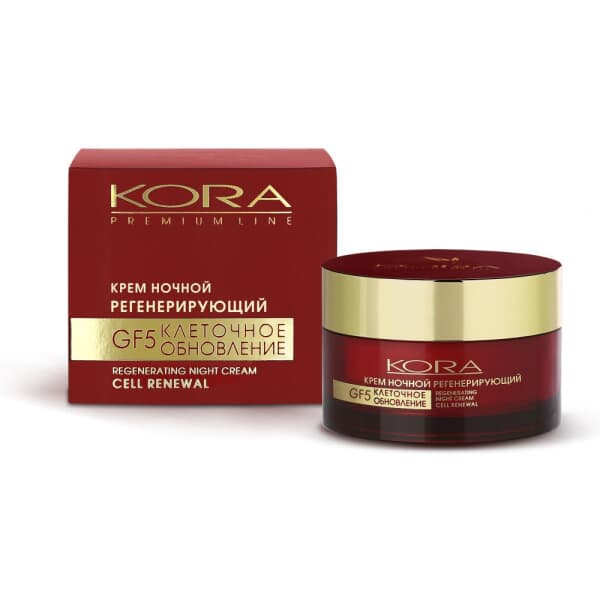 KORA
PREMIUM LINE
КРЕМ НОЧНОЙ
РЕГЕНЕРИРУЮЩИЙ
GF5 КЛЕТОЧНОЕ
ОБНОВЛЕНИЕ
REGENERATING NIGHT CREAM
CELL RENEWAL
KORA
КРЕМ НОЧНОЙ РЕГЕНЕРИРУЮЩИЙ
GF5 КЛЕТОЧНОЕ
ОБНОВЛЕНИЕ
REGENERATING
NIGHT CREAM
CELL RENEWAL